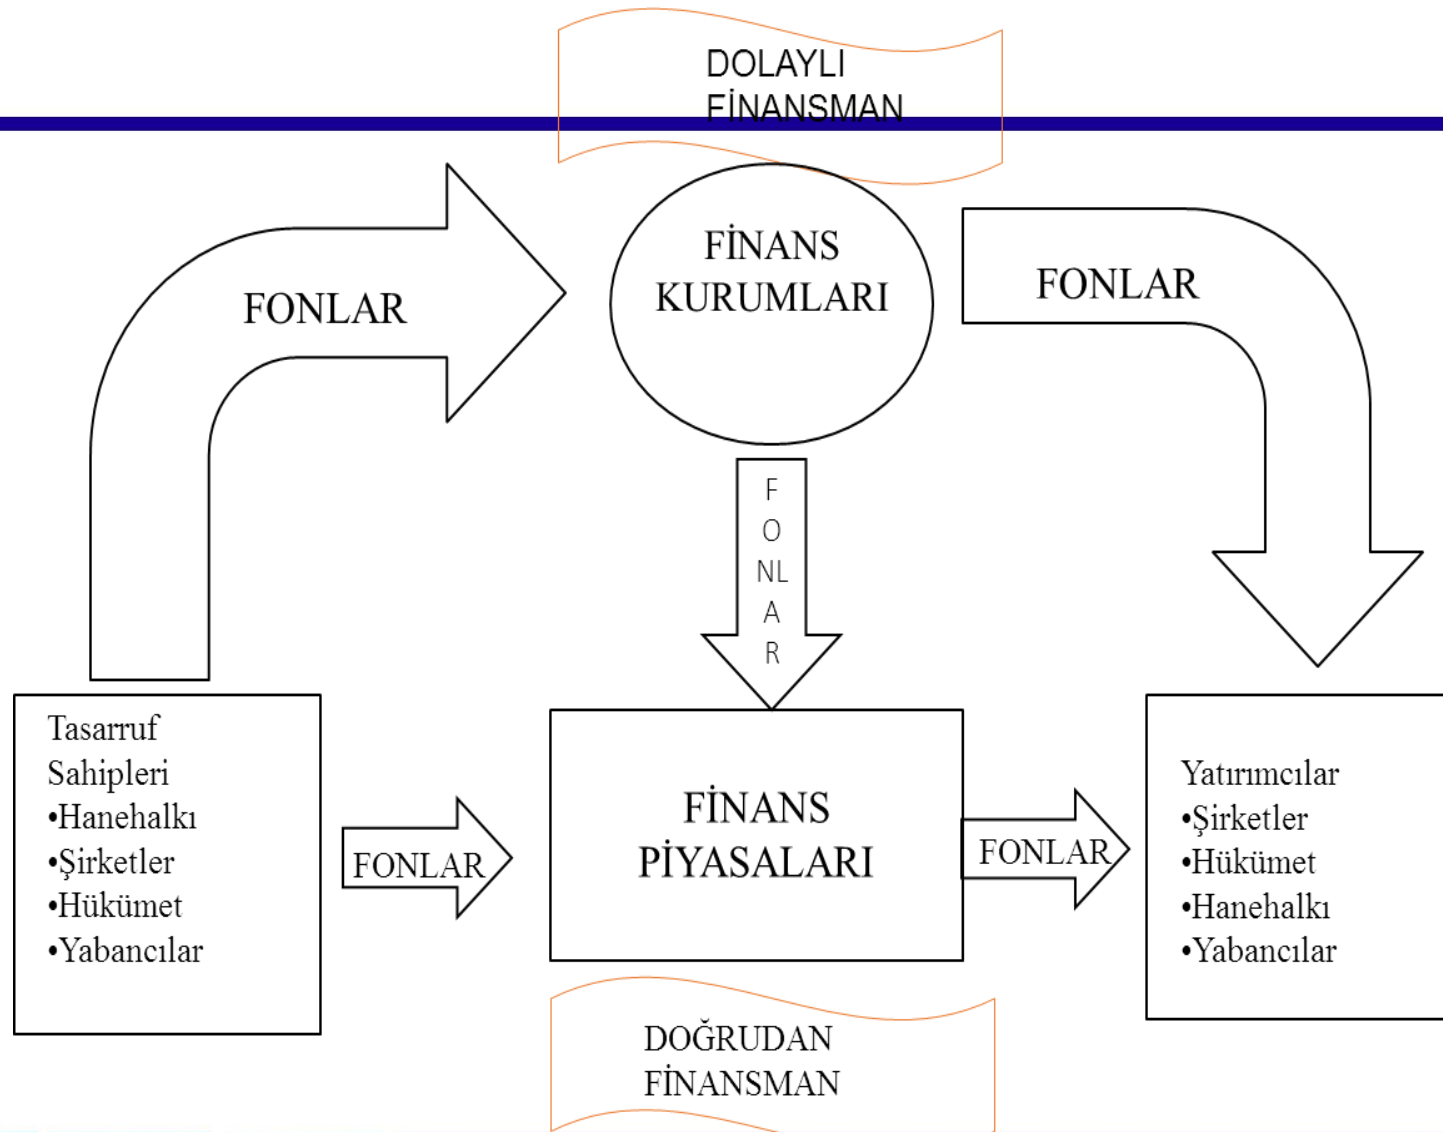 DOLAYLI
FİNANSMAN
FİNANS
KURUMLARI
FONLAR
FONLAR
F
O
NL
A
R
Tasarruf
Sahipleri
•Hanehalkı
•Şirketler
•Hükümet
•Yabancılar
FONLAR
FİNANS
PİYASALARI
FONLAR
Yatırımcılar
•Şirketler
•Hükümet
•Hanehalkı
•Yabancılar
DOĞRUDAN
FİNANSMAN